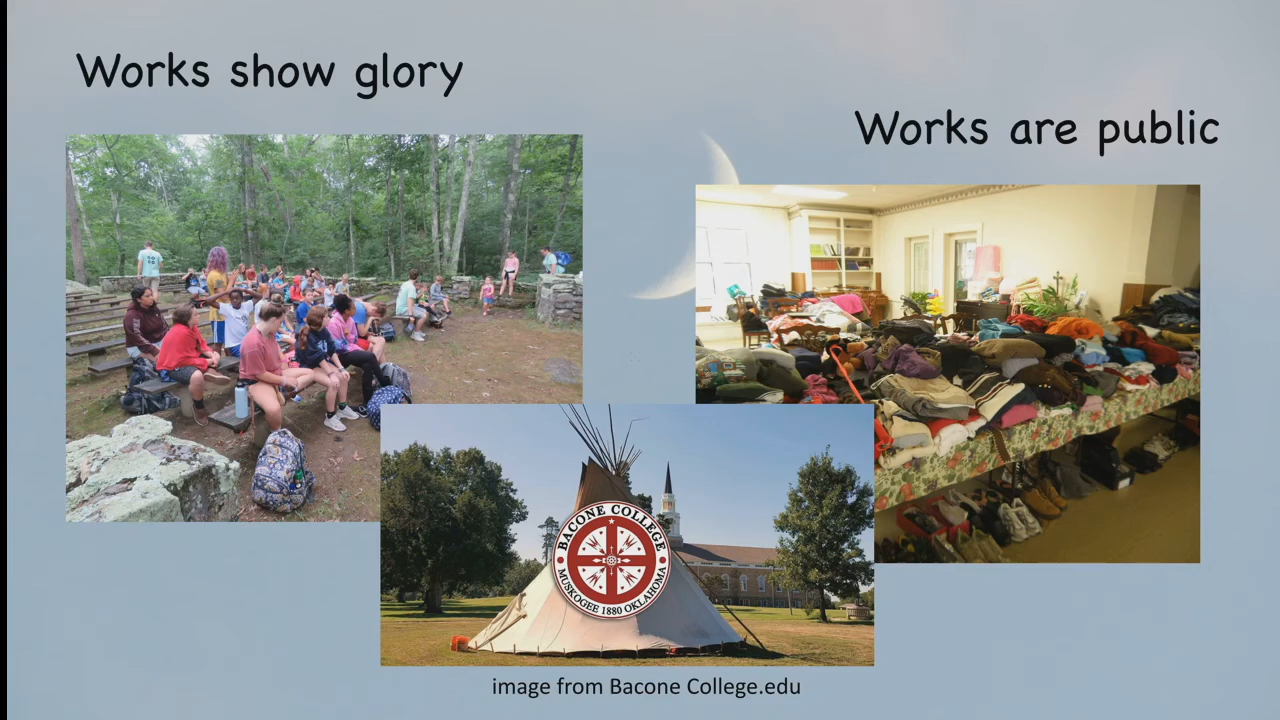 Works show glory
Works are public
BACONE COLLEGE
MUSKOGEE 1880 OKLAHOMA
image from Bacone College.edu